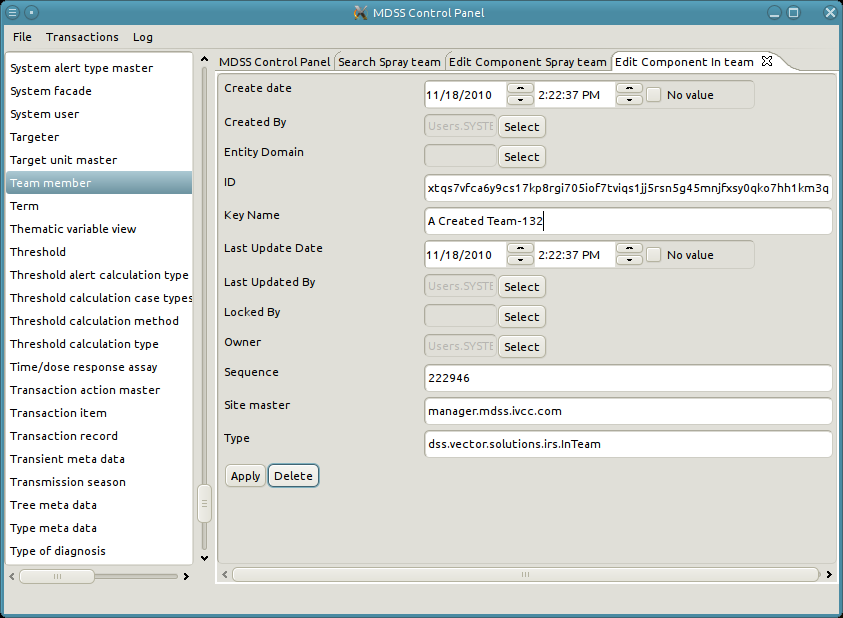 MDSS Control Panel
File Transactions Log
System alert type master
System facade
System user
Targeter
Target unit master
Team member
Term
Thematic variable view
Threshold
Threshold alert calculation type
Threshold calculation case types
Threshold calculation method
Threshold calculation type
Time/dose response assay
Transaction action master
Transaction item
Transaction record
Transient meta data
Transmission season
Tree meta data
Type meta data
Type of diagnosis
MDSS Control Panel Search Spray team Edit Component Spray team Edit Component In team
Create date 11/18/2010 2:22:37 PM No value
Created By Users.SYSTE Select
Entity Domain Select
ID xtqs7vfca6y9cs17kp8rgi705iof7tviqs1jj5rsn5g45mnjfxsy0qko7hh1km3q
Key Name A Created Team-132
Last Update Date 11/18/2010 2:22:37 PM No value
Last Updated By Users.SYSTE Select
Locked By Select
Owner Users.SYSTE Select
Sequence 222946
Site master manager.mdss.ivcc.com
Type dss.vector.solutions.irs.InTeam
Apply Delete